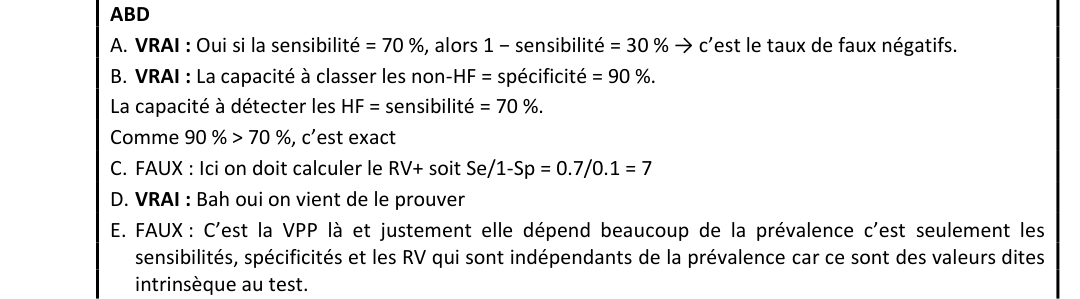 ABD
A. VRAI : Oui si la sensibilité = 70 %, alors 1 − sensibilité = 30 % → c’est le taux de faux négatifs.
B. VRAI : La capacité à classer les non-HF = spécificité = 90 %.
La capacité à détecter les HF = sensibilité = 70 %.
Comme 90 % > 70 %, c’est exact
C. FAUX : Ici on doit calculer le RV+ soit Se/1-Sp = 0.7/0.1 = 7
D. VRAI : Bah oui on vient de le prouver
E. FAUX : C’est la VPP là et justement elle dépend beaucoup de la prévalence c’est seulement les
sensibilités, spécificités et les RV qui sont indépendants de la prévalence car ce sont des valeurs dites
intrinsèque au test.